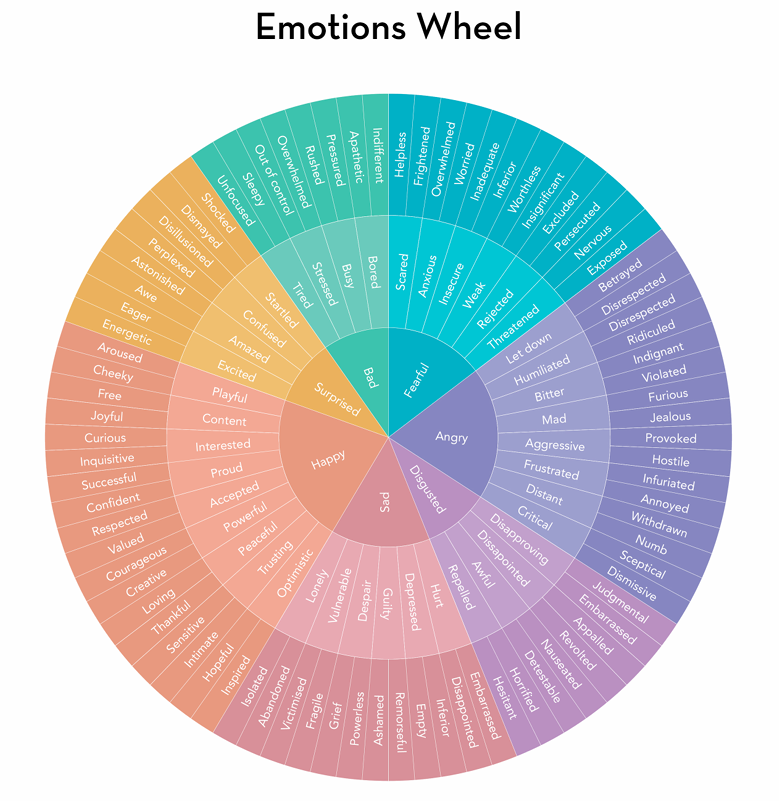 Emotions Wheel
Fearful
Angry
Disgusted
Sad
Happy
Surprised
Bad
Scared
Anxious
Insecure
Weak
Rejected
Threatened
Let down
Humiliated
Bitter
Mad
Aggressive
Frustrated
Distant
Critical
Disapproving
Dissapointed
Awful
Repelled
Hurt
Depressed
Guilty
Despair
Vulnerable
Lonely
Optimistic
Trusting
Peaceful
Powerful
Accepted
Proud
Interested
Content
Playful
Excited
Amazed
Confused
Startled
Tired
Stressed
Busy
Bored
Helpless
Frightened
Overwhelmed
Worried
Inadequate
Inferior
Worthless
Insignificant
Excluded
Persecuted
Nervous
Exposed
Betrayed
Disrespected
Disrespected
Ridiculed
Indignant
Violated
Furious
Jealous
Provoked
Hostile
Infuriated
Annoyed
Withdrawn
Numb
Sceptical
Dismissive
Judgmental
Embarrassed
Appalled
Revolted
Nauseated
Detestable
Horrified
Hesitant
Embarrassed
Disappointed
Inferior
Empty
Remorseful
Ashamed
Powerless
Grief
Fragile
Victimised
Abandoned
Isolated
Inspired
Hopeful
Intimate
Sensitive
Thankful
Loving
Creative
Courageous
Valued
Respected
Confident
Successful
Inquisitive
Curious
Joyful
Free
Cheeky
Aroused
Energetic
Eager
Awe
Astonished
Perplexed
Disillusioned
Dismayed
Shocked
Unfocused
Sleepy
Out of control
Overwhelmed
Rushed
Pressured
Apathetic
Indifferent